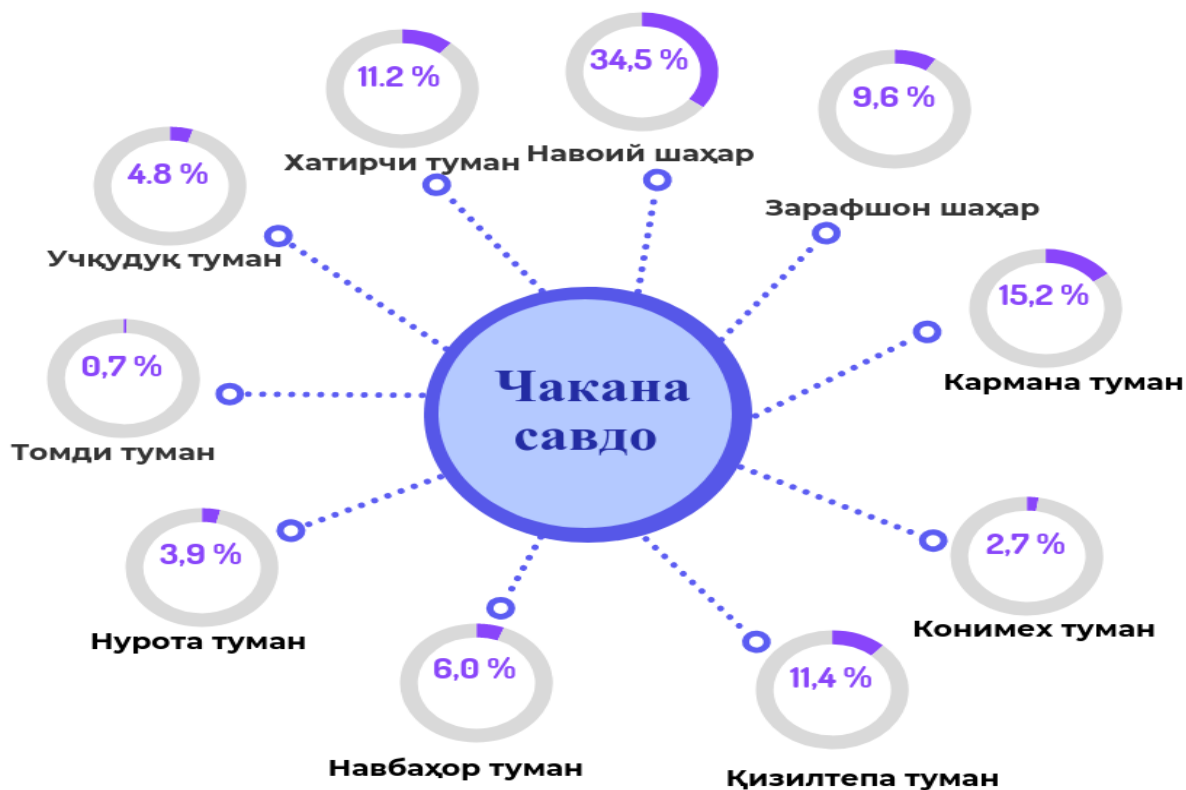 34,5 %
Навоий шаҳар
9,6 %
Зарафшон шаҳар
15,2 %
Кармана туман
2,7 %
Конимех туман
11,4 %
Қизилтепа туман
6,0 %
Навбаҳор туман
3,9 %
Нурота туман
0,7 %
Томди туман
4.8 %
Учқудуқ туман
11.2 %
Хатирчи туман
Чакана
савдо